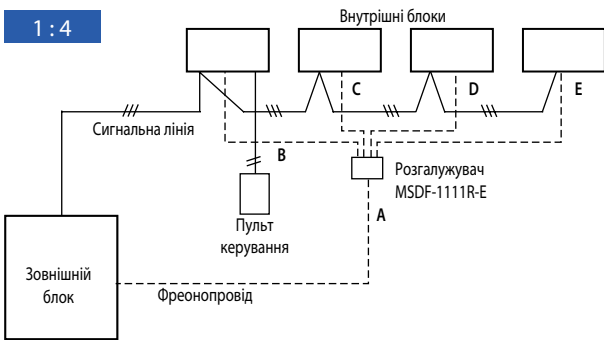 1 : 4
Внутрішні блоки
C
D
E
Сигнальна лінія
B
Розгалужувач
MSDF-1111R-E
A
Пульт
керування
Зовнішній
блок
Фреонопровід